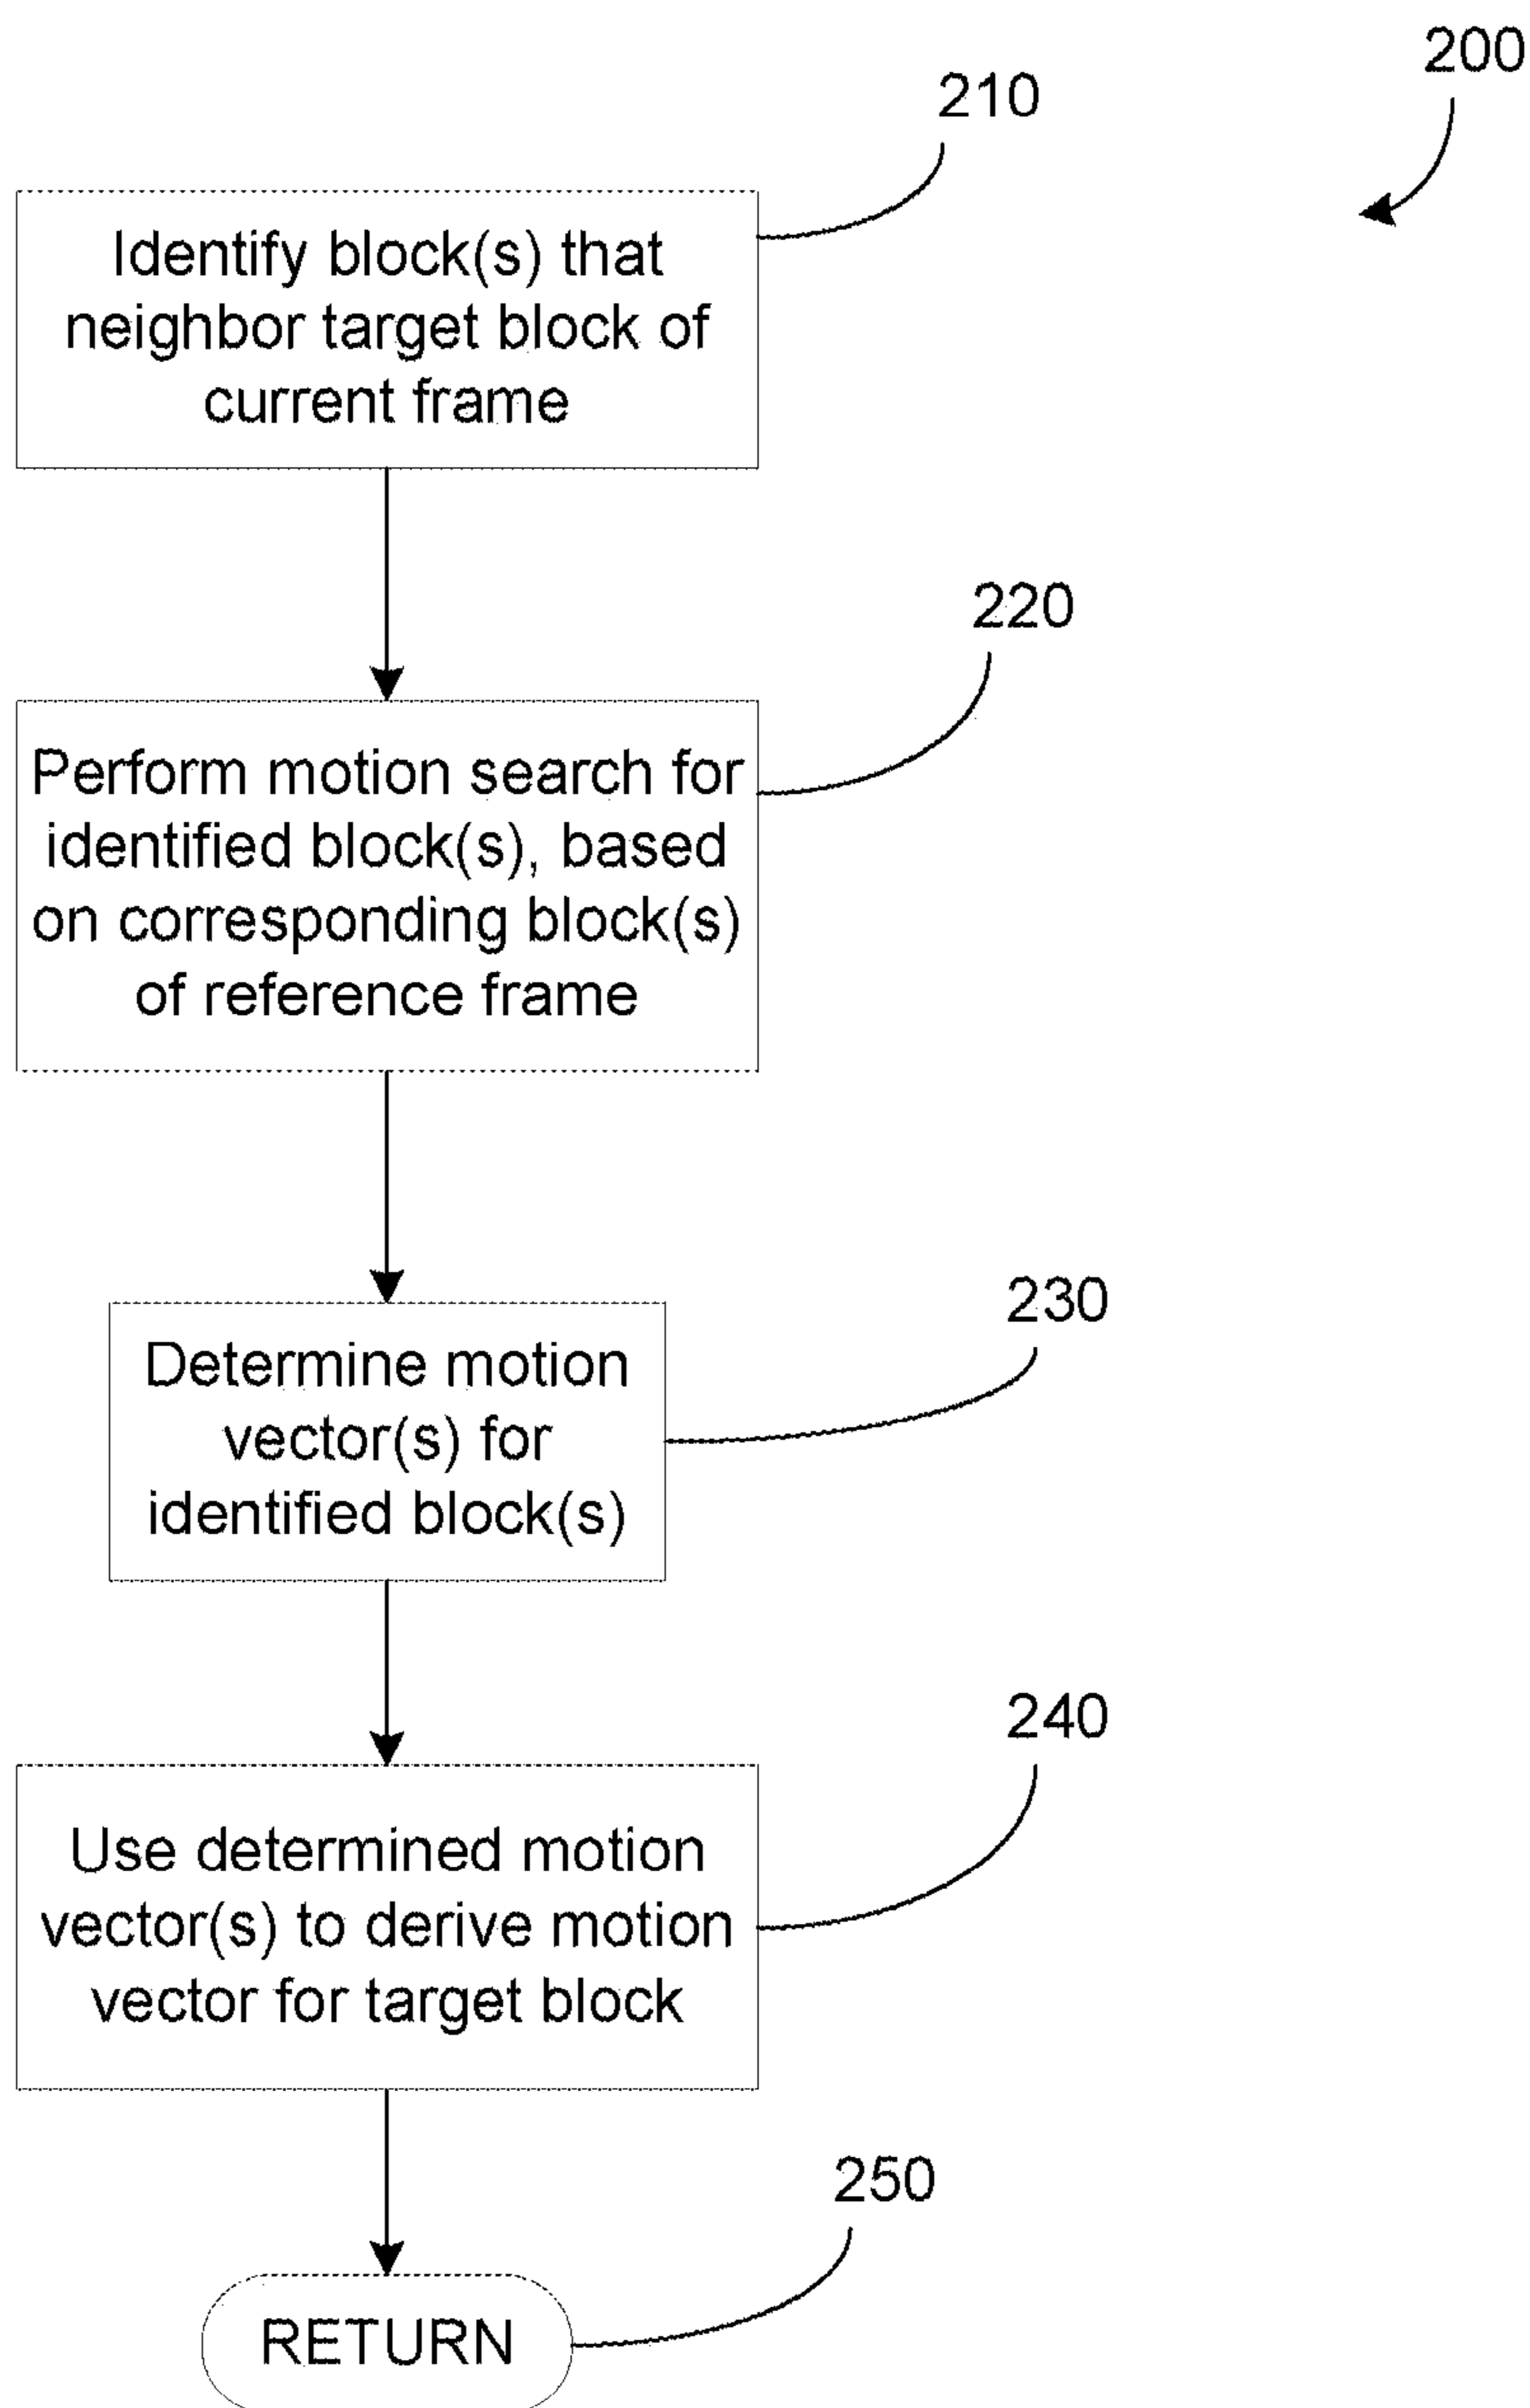 200
210
Identify block(s) that
neighbor target block of
current frame
220
Perform motion search for
identified block(s), based
on corresponding block(s)
of reference frame
230
Determine motion
vector(s) for
identified block(s)
240
Use determined motion
vector(s) to derive motion
vector for target block
250
RETURN